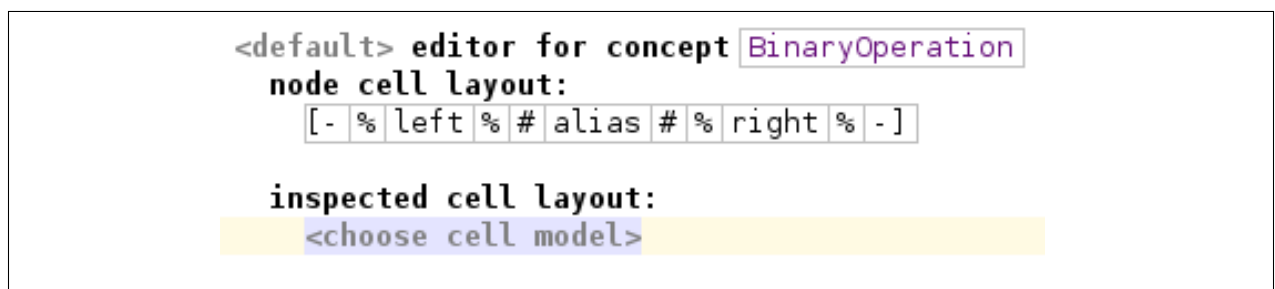 <default> editor for concept BinaryOperation
node cell layout:
[- % left % # alias # % right % -]
inspected cell layout:
<choose cell model>